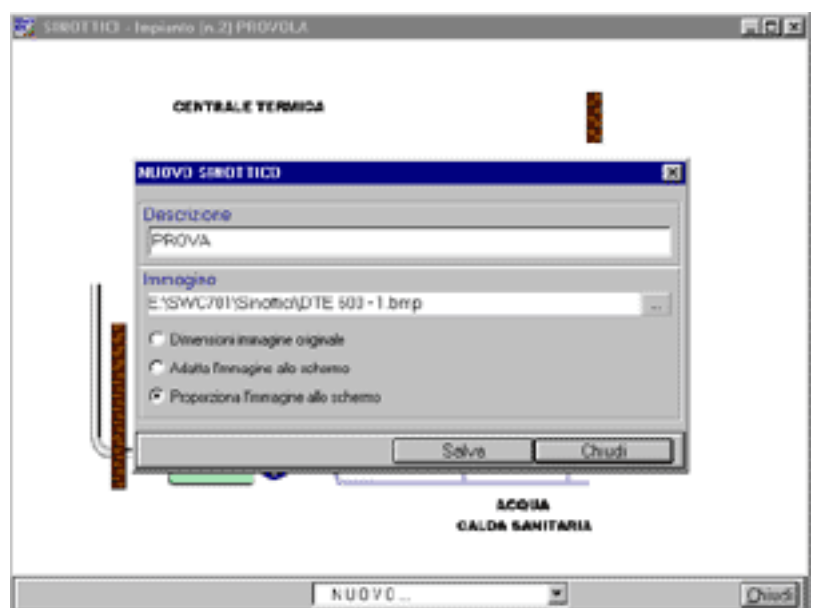 SINOTTICI - Impianto (n.2) PROVOLA
CENTRALE TERMICA
NUOVO SINOTTICO
Descrizione
PROVA
Immagine
E:\SWC701\Sinottici\DTE 603 - 1.bmp
...
Dimensioni immagine originale
Adatta l'immagine allo schermo
Proporziona l'immagine allo schermo
Salva Chiudi
ACQUA
CALDA SANITARIA
NUOVO... Chiudi